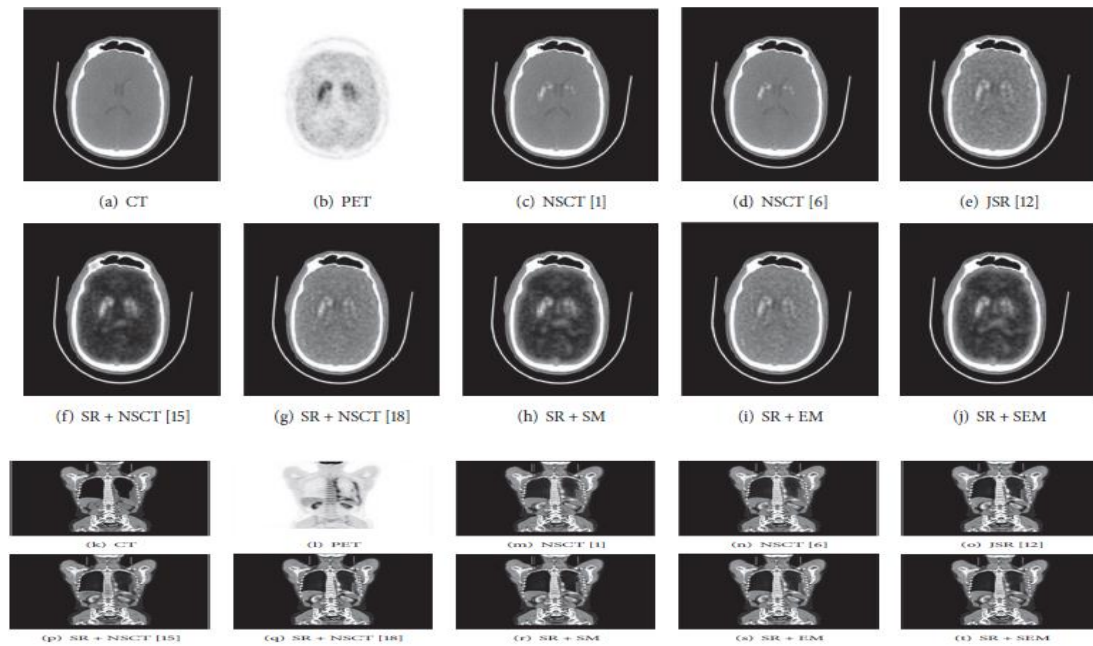 (a) CT
(b) PET
(c) NSCT [1]
(d) NSCT [6]
(e) JSR [12]
(f) SR + NSCT [15]
(g) SR + NSCT [18]
(h) SR + SM
(i) SR + EM
(j) SR + SEM
(k) CT
(l) PET
(m) NSCT [1]
(n) NSCT [6]
(o) JSR [12]
(p) SR + NSCT [15]
(q) SR + NSCT [18]
(r) SR + SM
(s) SR + EM
(t) SR + SEM